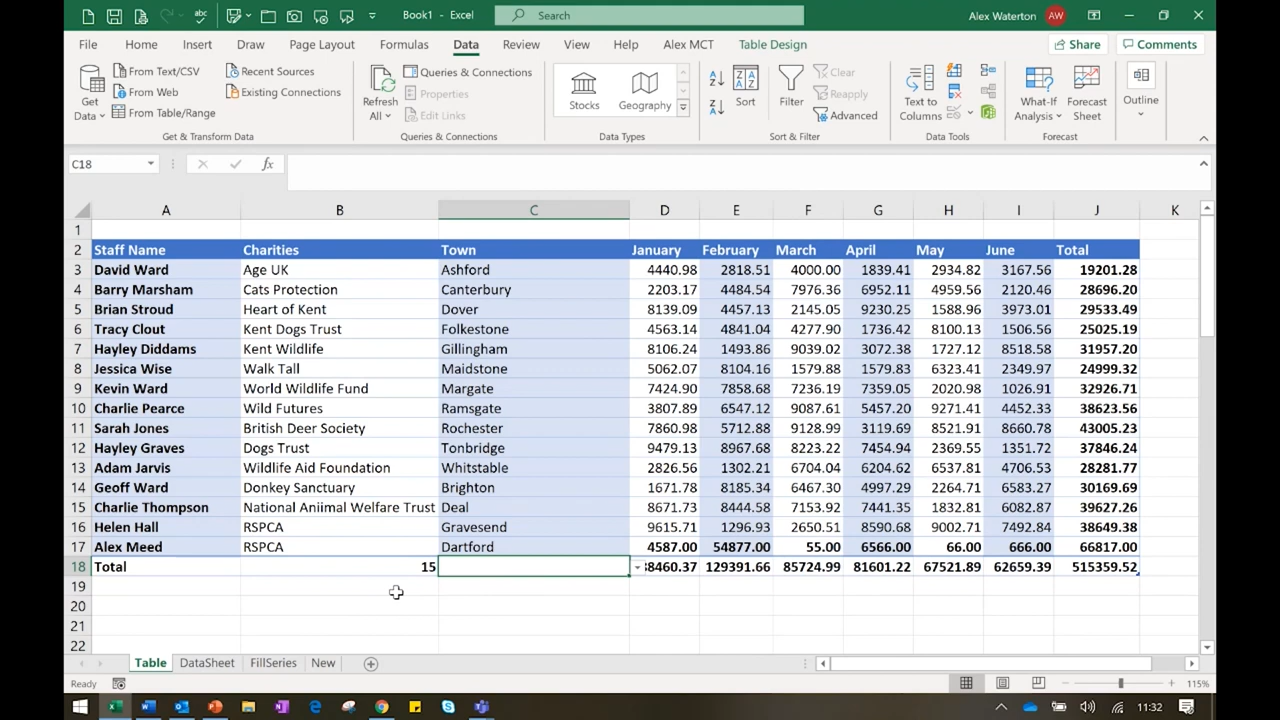 Book1 - Excel
Search
Alex Waterton AW
File Home Insert Draw Page Layout Formulas Data Review View Help Alex MCT Table Design Share Comments
Get Data
From Text/CSV
From Web
From Table/Range
Recent Sources
Existing Connections
Get & Transform Data
Refresh All
Queries & Connections
Properties
Edit Links
Queries & Connections
Stocks Geography
Data Types
Sort
Filter
Clear
Reapply
Advanced
Sort & Filter
Text to Columns
Data Tools
What-If Analysis
Forecast Sheet
Forecast
Outline
C18 fx
A B C D E F G H I J K
1
2 Staff Name Charities Town January February March April May June Total
3 David Ward Age UK Ashford 4440.98 2818.51 4000.00 1839.41 2934.82 3167.56 19201.28
4 Barry Marsham Cats Protection Canterbury 2203.17 4484.54 7976.36 6952.11 4959.56 2120.46 28696.20
5 Brian Stroud Heart of Kent Dover 8139.09 4457.13 2145.05 9230.25 1588.96 3973.01 29533.49
6 Tracy Clout Kent Dogs Trust Folkestone 4563.14 4841.04 4277.90 1736.42 8100.13 1506.56 25025.19
7 Hayley Diddams Kent Wildlife Gillingham 8106.24 1493.86 9039.02 3072.38 1727.12 8518.58 31957.20
8 Jessica Wise Walk Tall Maidstone 5062.07 8104.16 1579.88 1579.83 6323.41 2349.97 24999.32
9 Kevin Ward World Wildlife Fund Margate 7424.90 7858.68 7236.19 7359.05 2020.98 1026.91 32926.71
10 Charlie Pearce Wild Futures Ramsgate 3807.89 6547.12 9087.61 5457.20 9271.41 4452.33 38623.56
11 Sarah Jones British Deer Society Rochester 7860.98 5712.88 9128.99 3119.69 8521.91 8660.78 43005.23
12 Hayley Graves Dogs Trust Tonbridge 9479.13 8967.68 8223.22 7454.94 2369.55 1351.72 37846.24
13 Adam Jarvis Wildlife Aid Foundation Whitstable 2826.56 1302.21 6704.04 6204.62 6537.81 4706.53 28281.77
14 Geoff Ward Donkey Sanctuary Brighton 1671.78 8185.34 6467.30 4997.29 2264.71 6583.27 30169.69
15 Charlie Thompson National Aniimal Welfare Trust Deal 8671.73 8444.58 7153.92 7441.35 1832.81 6082.87 39627.26
16 Helen Hall RSPCA Gravesend 9615.71 1296.93 2650.51 8590.68 9002.71 7492.84 38649.38
17 Alex Meed RSPCA Dartford 4587.00 54877.00 55.00 6566.00 66.00 666.00 66817.00
18 Total 15 8460.37 129391.66 85724.99 81601.22 67521.89 62659.39 515359.52
19
20
21
22
Table DataSheet FillSeries New
Ready 115%
11:32